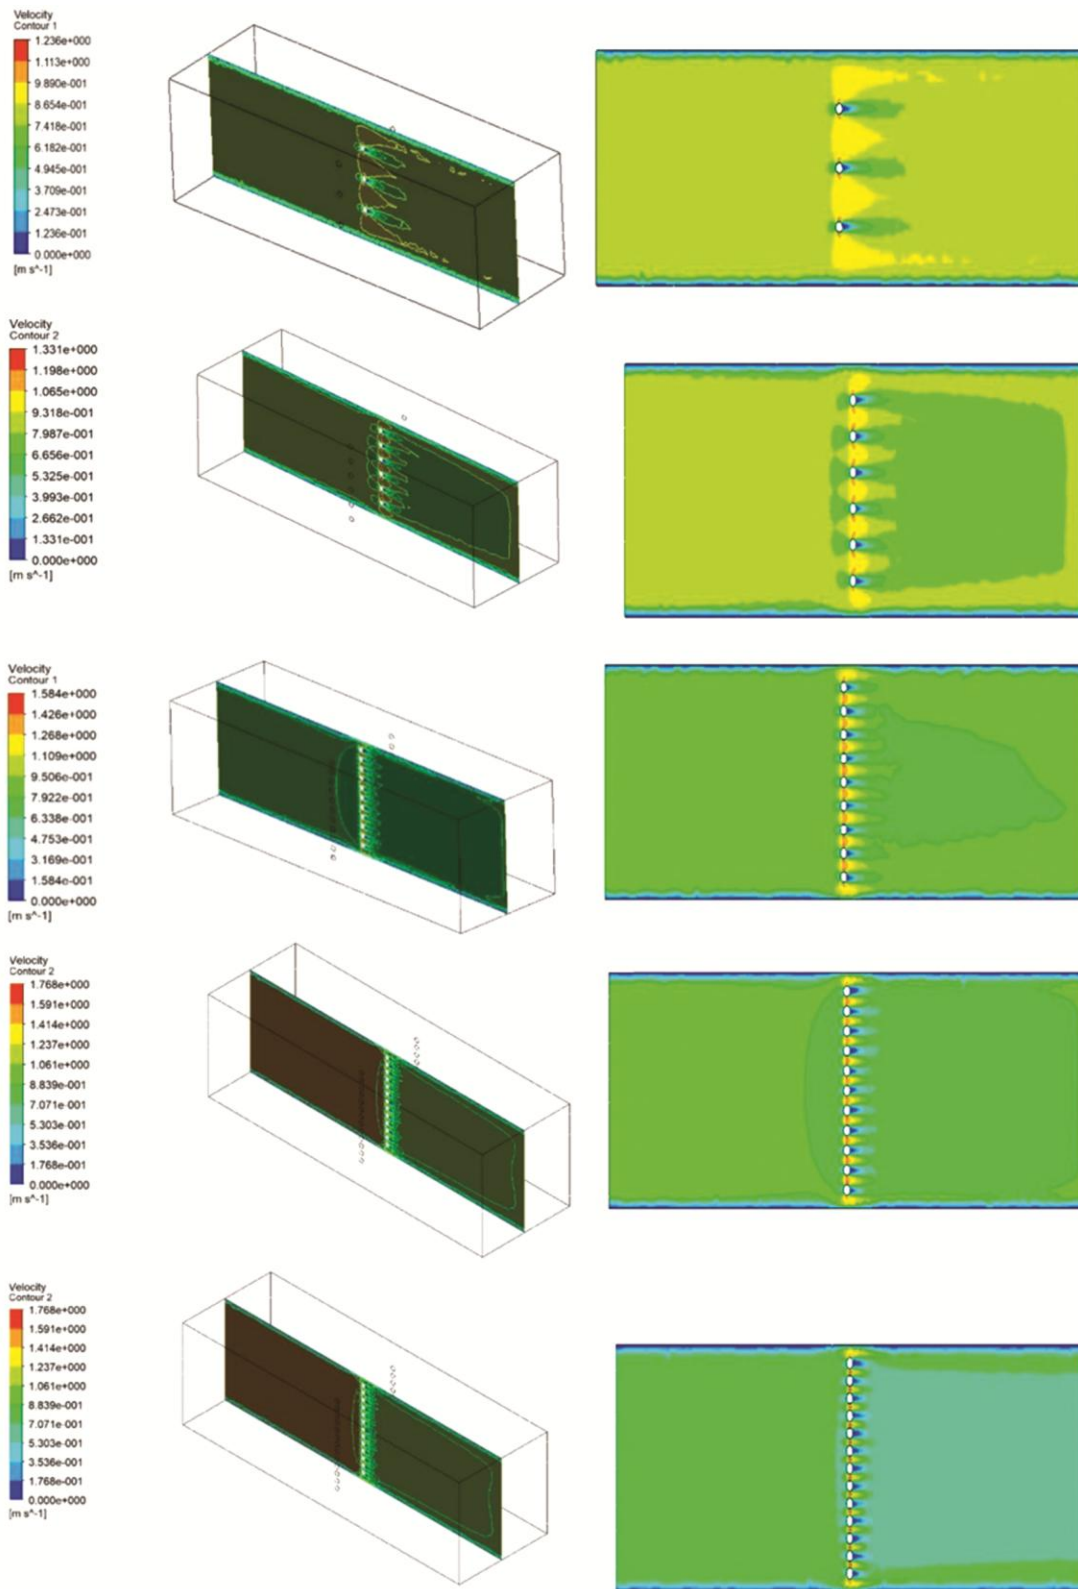 Velocity
Contour 1
1.236e+000
1.113e+000
9.890e-001
8.654e-001
7.418e-001
6.182e-001
4.945e-001
3.709e-001
2.473e-001
1.236e-001
0.000e+000
[m s^-1]
Velocity
Contour 2
1.331e+000
1.198e+000
1.065e+000
9.318e-001
7.987e-001
6.656e-001
5.325e-001
3.993e-001
2.662e-001
1.331e-001
0.000e+000
[m s^-1]
Velocity
Contour 1
1.584e+000
1.426e+000
1.268e+000
1.109e+000
9.506e-001
7.922e-001
6.338e-001
4.753e-001
3.169e-001
1.584e-001
0.000e+000
[m s^-1]
Velocity
Contour 2
1.768e+000
1.591e+000
1.414e+000
1.237e+000
1.061e+000
8.839e-001
7.071e-001
5.303e-001
3.536e-001
1.768e-001
0.000e+000
[m s^-1]
Velocity
Contour 2
1.768e+000
1.591e+000
1.414e+000
1.237e+000
1.061e+000
8.839e-001
7.071e-001
5.303e-001
3.536e-001
1.768e-001
0.000e+000
[m s^-1]